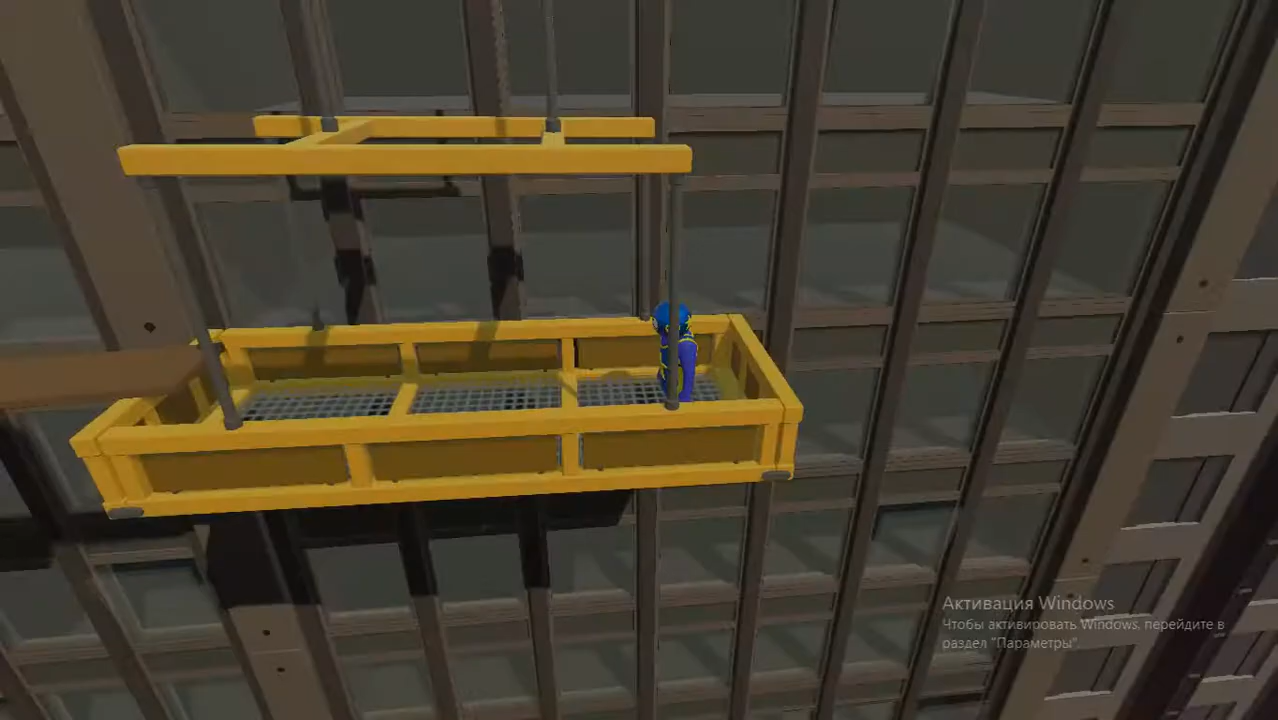 Активация Windows
Чтобы активировать Windows, перейдите в
раздел "Параметры".